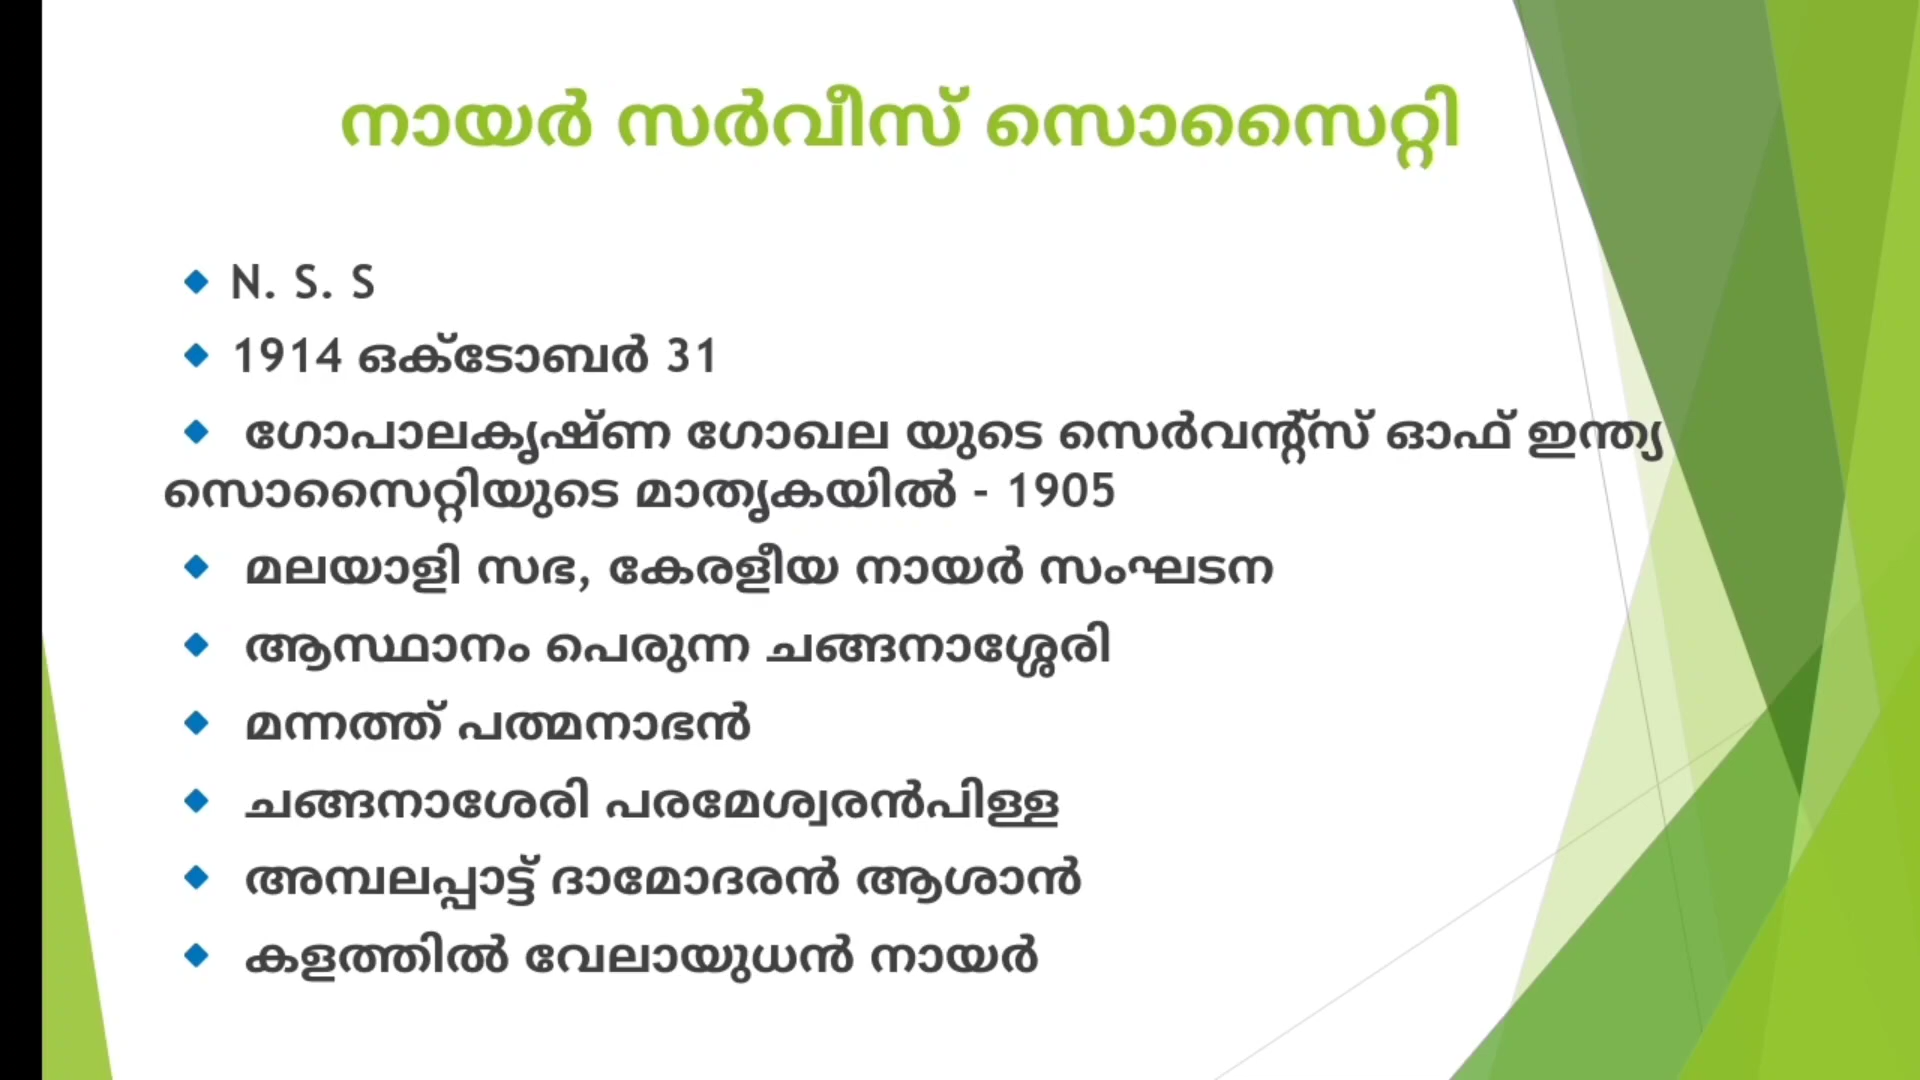 നായർ സർവീസ് സൊസൈറ്റി
N. S. S
1914 ഒക്ടോബർ 31
ഗോപാലകൃഷ്ണ ഗോഖല യുടെ സെർവന്റ്സ് ഓഫ് ഇന്ത്യ
സൊസൈറ്റിയുടെ മാതൃകയിൽ - 1905
മലയാളി സഭ, കേരളീയ നായർ സംഘടന
ആസ്ഥാനം പെരുന്ന ചങ്ങനാശ്ശേരി
മന്നത്ത് പത്മനാഭൻ
ചങ്ങനാശേരി പരമേശ്വരൻപിള്ള
അമ്പലപ്പാട്ട് ദാമോദരൻ ആശാൻ
കളത്തിൽ വേലായുധൻ നായർ